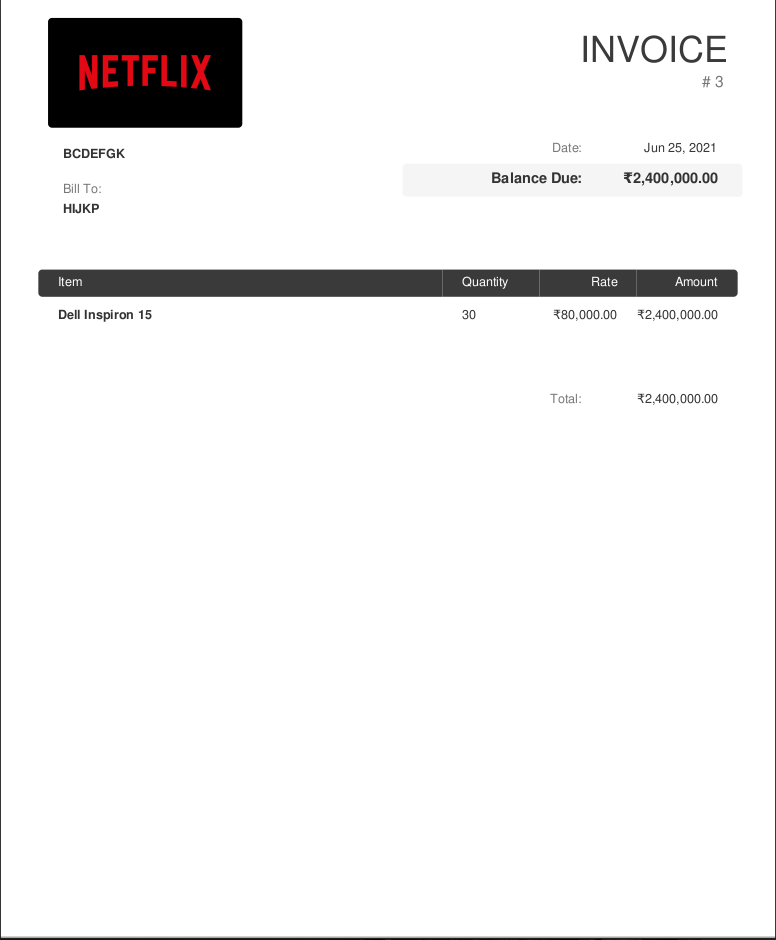 NETFLIX
INVOICE
# 3
BCDEFGK
Date: Jun 25, 2021
Balance Due: ₹2,400,000.00
Bill To:
HIJKP
Item Quantity Rate Amount
Dell Inspiron 15 30 ₹80,000.00 ₹2,400,000.00
Total: ₹2,400,000.00